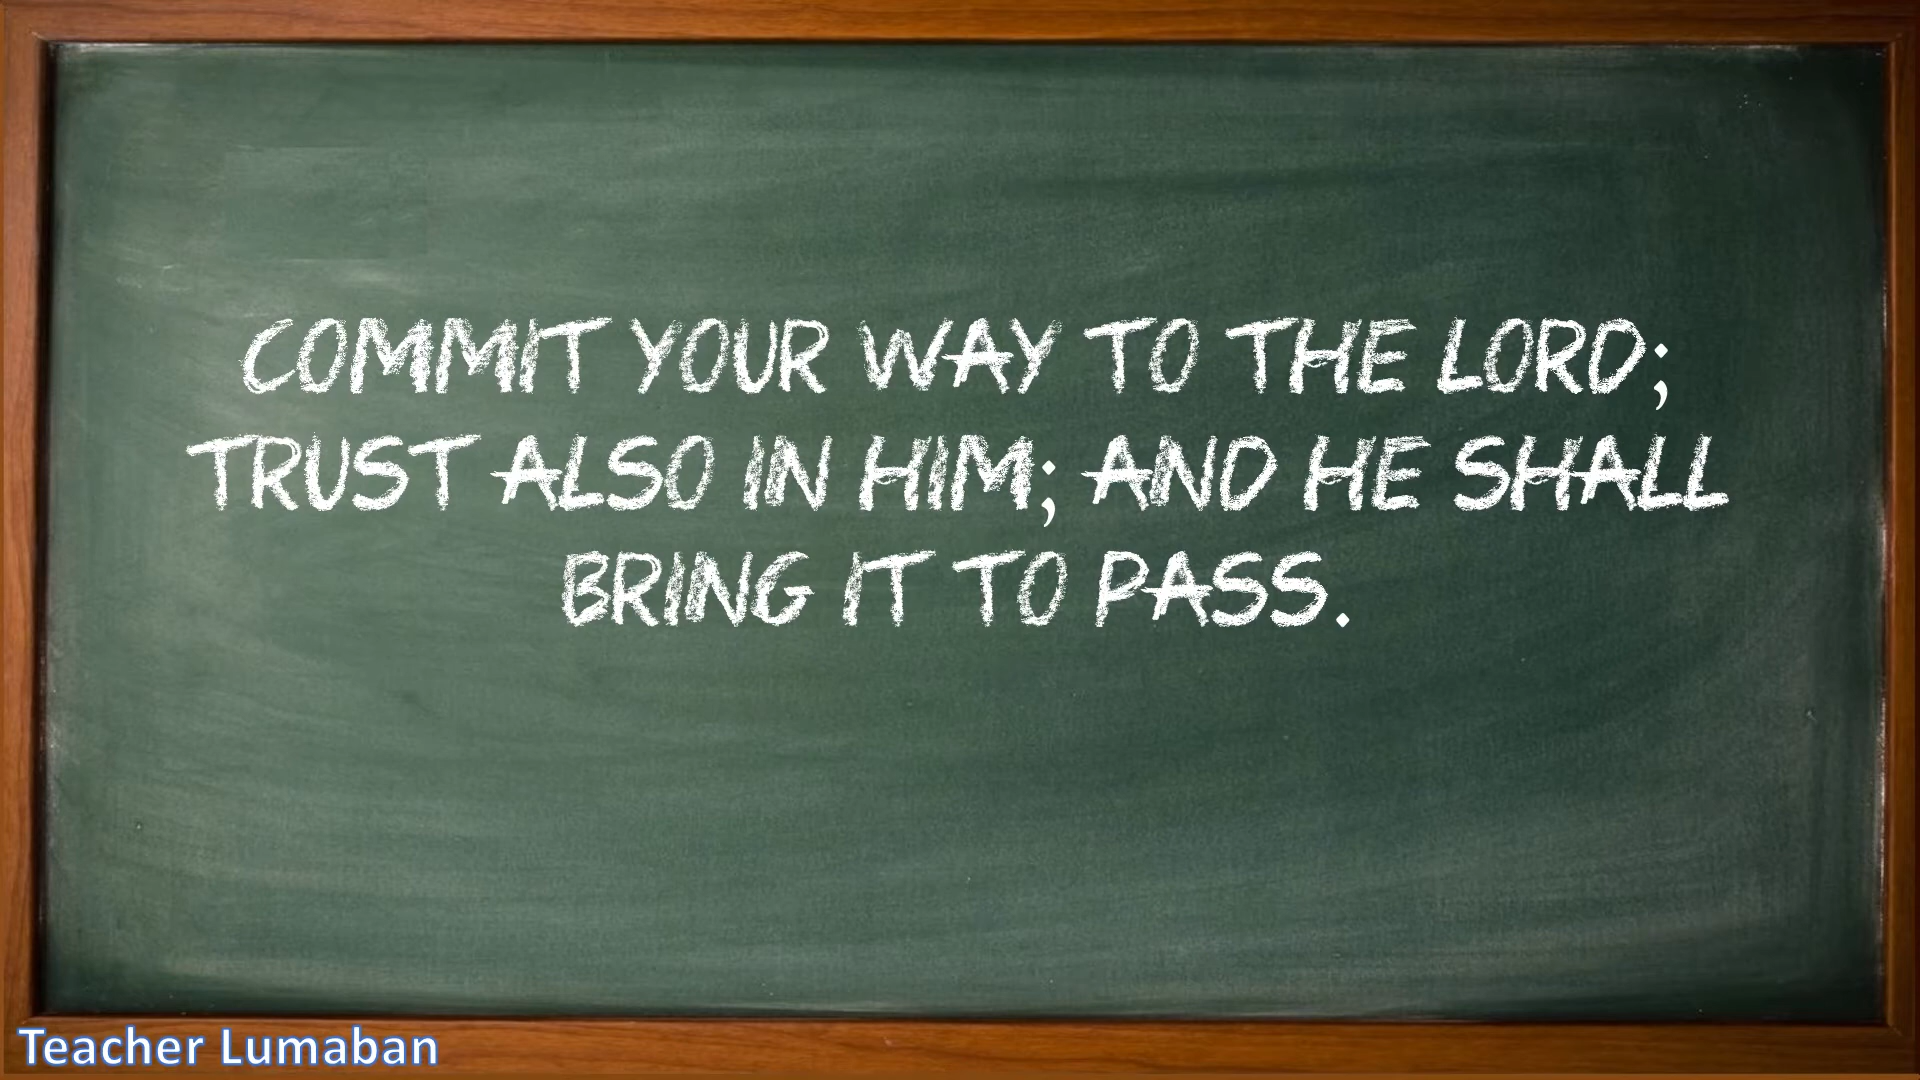 COMMIT YOUR WAY TO THE LORD;
TRUST ALSO IN HIM; AND HE SHALL
BRING IT TO PASS.
Teacher Lumaban